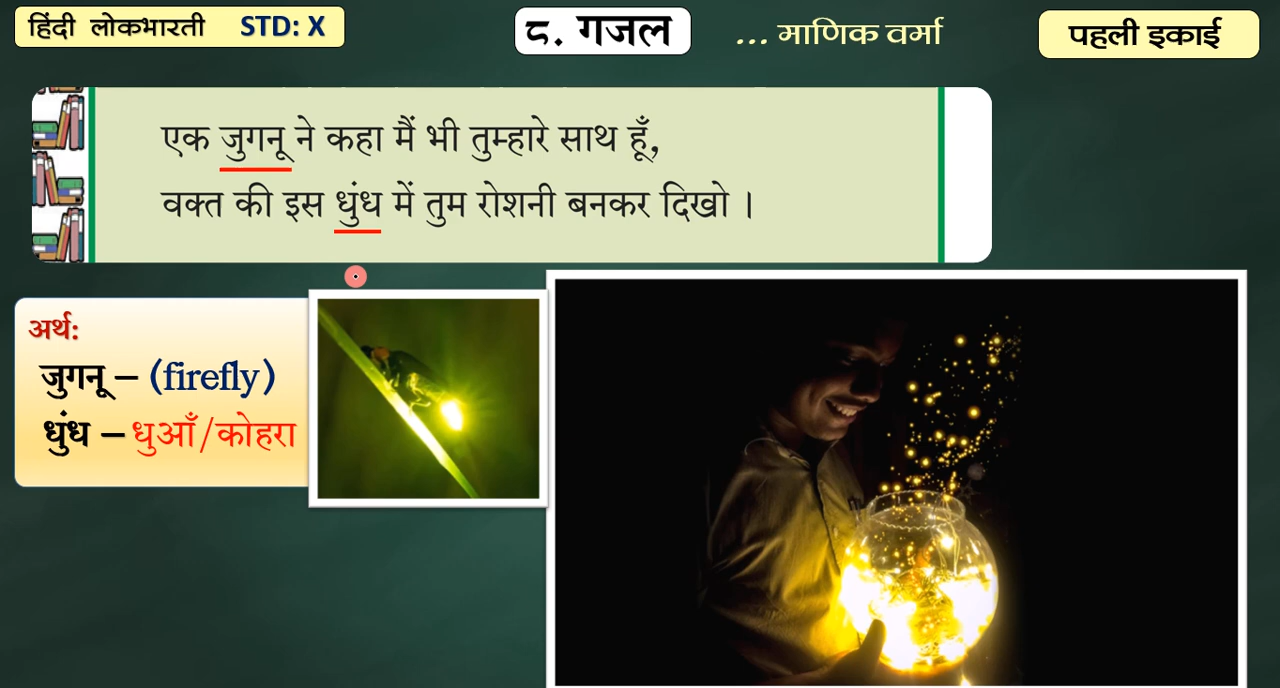 हिंदी लोकभारती STD: X
८. गजल
... माणिक वर्मा
पहली इकाई
एक जुगनू ने कहा मैं भी तुम्हारे साथ हूँ,
वक्त की इस धुंध में तुम रोशनी बनकर दिखो ।
अर्थ:
जुगनू – (firefly)
धुंध – धुआँ/कोहरा